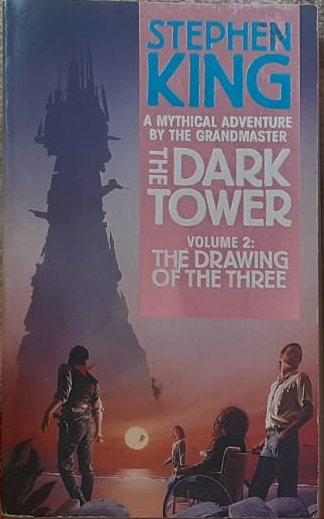 STEPHEN
KING
A MYTHICAL ADVENTURE
BY THE GRANDMASTER
THE DARK
TOWER
VOLUME 2:
THE DRAWING
OF THE THREE